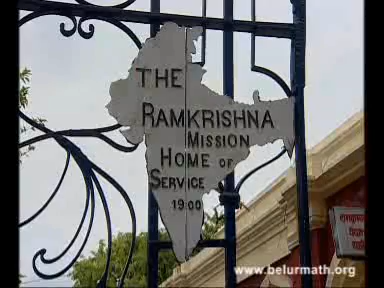 THE
RAMKRISHNA
MISSION
HOME OF
SERVICE
1900
www.belurmath.org